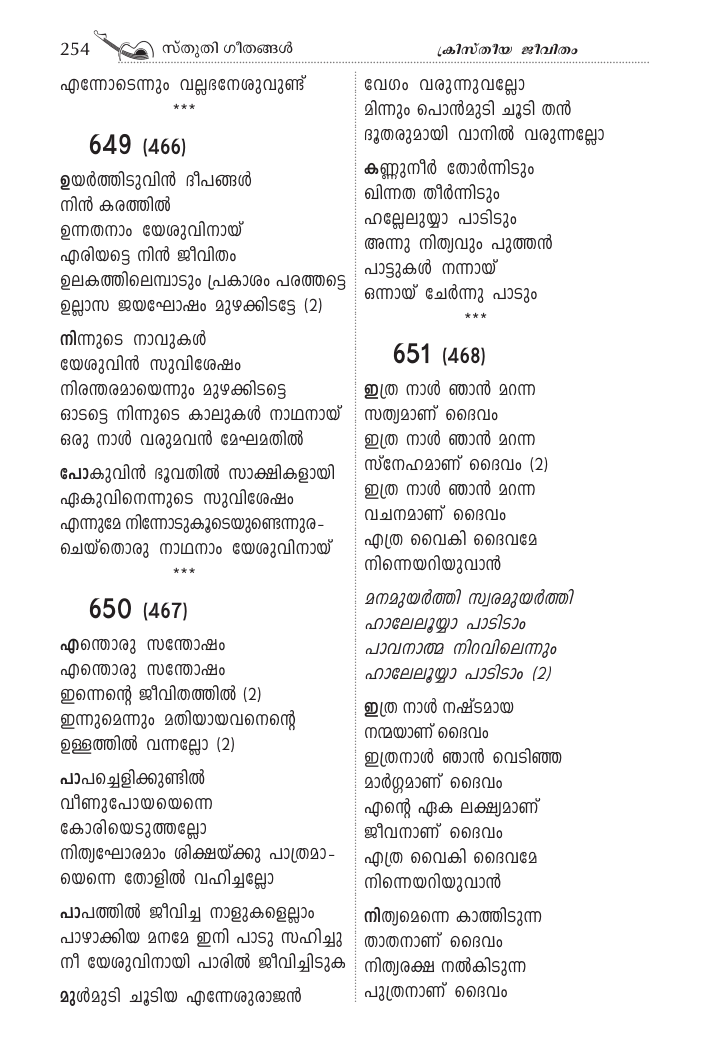 254 സ്തുതി ഗീതങ്ങൾ
ക്രിസ്തീയ ജീവിതം
എന്നോടെന്നും വല്ലഭനേശുവുണ്ട്
***
649 (466)
ഉയർത്തിടുവിൻ ദീപങ്ങൾ
നിൻ കരത്തിൽ
ഉന്നതനാം യേശുവിനായ്
എരിയട്ടെ നിൻ ജീവിതം
ഉലകത്തിലെമ്പാടും പ്രകാശം പരത്തട്ടെ
ഉല്ലാസ ജയഘോഷം മുഴക്കിടട്ടേ (2)
നിന്നുടെ നാവുകൾ
യേശുവിൻ സുവിശേഷം
നിരന്തരമായെന്നും മുഴക്കിടട്ടെ
ഓടട്ടെ നിന്നുടെ കാലുകൾ നാഥനായ്
ഒരു നാൾ വരുമവൻ മേഘമതിൽ
പോകുവിൻ ഭൂവതിൽ സാക്ഷികളായി
ഏകുവിനെന്നുടെ സുവിശേഷം
എന്നുമേ നിന്നോടുകൂടെയുണ്ടെന്നുര-
ചെയ്തൊരു നാഥനാം യേശുവിനായ്
***
650 (467)
എന്തൊരു സന്തോഷം
എന്തൊരു സന്തോഷം
ഇന്നെന്റെ ജീവിതത്തിൽ (2)
ഇന്നുമെന്നും മതിയായവനെന്റെ
ഉള്ളത്തിൽ വന്നല്ലോ (2)
പാപച്ചെളിക്കുണ്ടിൽ
വീണുപോയയെന്നെ
കോരിയെടുത്തല്ലോ
നിത്യഘോരമാം ശിക്ഷയ്ക്കു പാത്രമാ-
യെന്നെ തോളിൽ വഹിച്ചല്ലോ
പാപത്തിൽ ജീവിച്ച നാളുകളെല്ലാം
പാഴാക്കിയ മനമേ ഇനി പാടു സഹിച്ചു
നീ യേശുവിനായി പാരിൽ ജീവിച്ചിടുക
മുൾമുടി ചൂടിയ എന്നേശുരാജൻ
വേഗം വരുന്നുവല്ലോ
മിന്നും പൊൻമുടി ചൂടി തൻ
ദൂതരുമായി വാനിൽ വരുന്നല്ലോ
കണ്ണുനീർ തോർന്നിടും
ഖിന്നത തീർന്നിടും
ഹല്ലേലുയ്യാ പാടിടും
അന്നു നിത്യവും പുത്തൻ
പാട്ടുകൾ നന്നായ്
ഒന്നായ് ചേർന്നു പാടും
***
651 (468)
ഇത്ര നാൾ ഞാൻ മറന്ന
സത്യമാണ് ദൈവം
ഇത്ര നാൾ ഞാൻ മറന്ന
സ്നേഹമാണ് ദൈവം (2)
ഇത്ര നാൾ ഞാൻ മറന്ന
വചനമാണ് ദൈവം
എത്ര വൈകി ദൈവമേ
നിന്നെയറിയുവാൻ
മനമുയർത്തി സ്വരമുയർത്തി
ഹാലേലൂയ്യാ പാടിടാം
പാവനാത്മ നിറവിലെന്നും
ഹാലേലൂയ്യാ പാടിടാം (2)
ഇത്ര നാൾ നഷ്ടമായ
നന്മയാണ് ദൈവം
ഇത്രനാൾ ഞാൻ വെടിഞ്ഞ
മാർഗ്ഗമാണ് ദൈവം
എന്റെ ഏക ലക്ഷ്യമാണ്
ജീവനാണ് ദൈവം
എത്ര വൈകി ദൈവമേ
നിന്നെയറിയുവാൻ
നിത്യമെന്നെ കാത്തിടുന്ന
താതനാണ് ദൈവം
നിത്യരക്ഷ നൽകിടുന്ന
പുത്രനാണ് ദൈവം